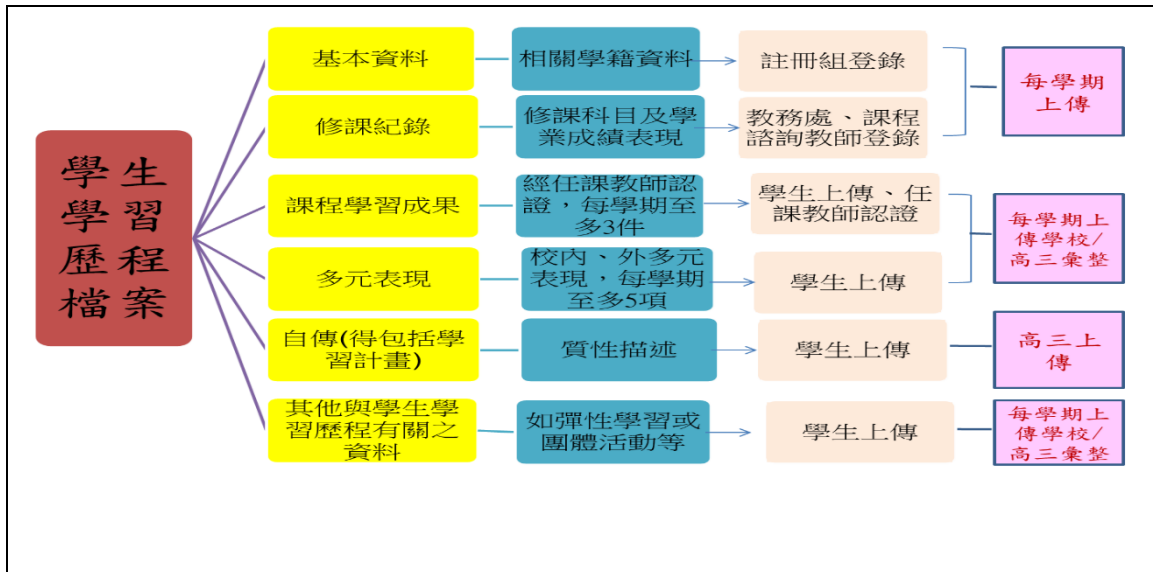 學生
學習
歷程
檔案
基本資料
相關學籍資料
註冊組登錄
每學期
上傳
修課紀錄
修課科目及學
業成績表現
教務處、課程
諮詢教師登錄
課程學習成果
經任課教師認
證，每學期至
多3件
學生上傳、任
課教師認證
每學期上
傳學校/
高三彙整
多元表現
校內、外多元
表現，每學期
至多5項
學生上傳
自傳(得包括學
習計畫)
質性描述
學生上傳
高三上
傳
其他與學生學
習歷程有關之
資料
如彈性學習或
團體活動等
學生上傳
每學期上
傳學校/
高三彙整